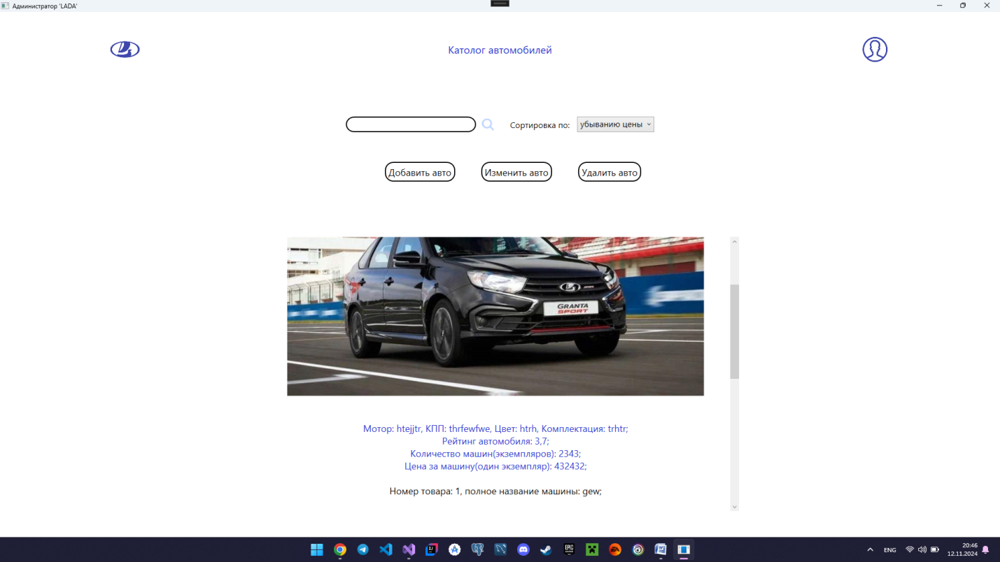 Администратор 'LADA'
Католог автомобилей
Сортировка по: убыванию цены
Добавить авто Изменить авто Удалить авто
GRANTA
SPORT
Мотор: htejjtr, КПП: thrfewfwe, Цвет: htrh, Комплектация: trhtr;
Рейтинг автомобиля: 3,7;
Количество машин(экземпляров): 2343;
Цена за машину(один экземпляр): 432432;
Номер товара: 1, полное название машины: gew;
EPIC
EA
ENG
20:46
12.11.2024